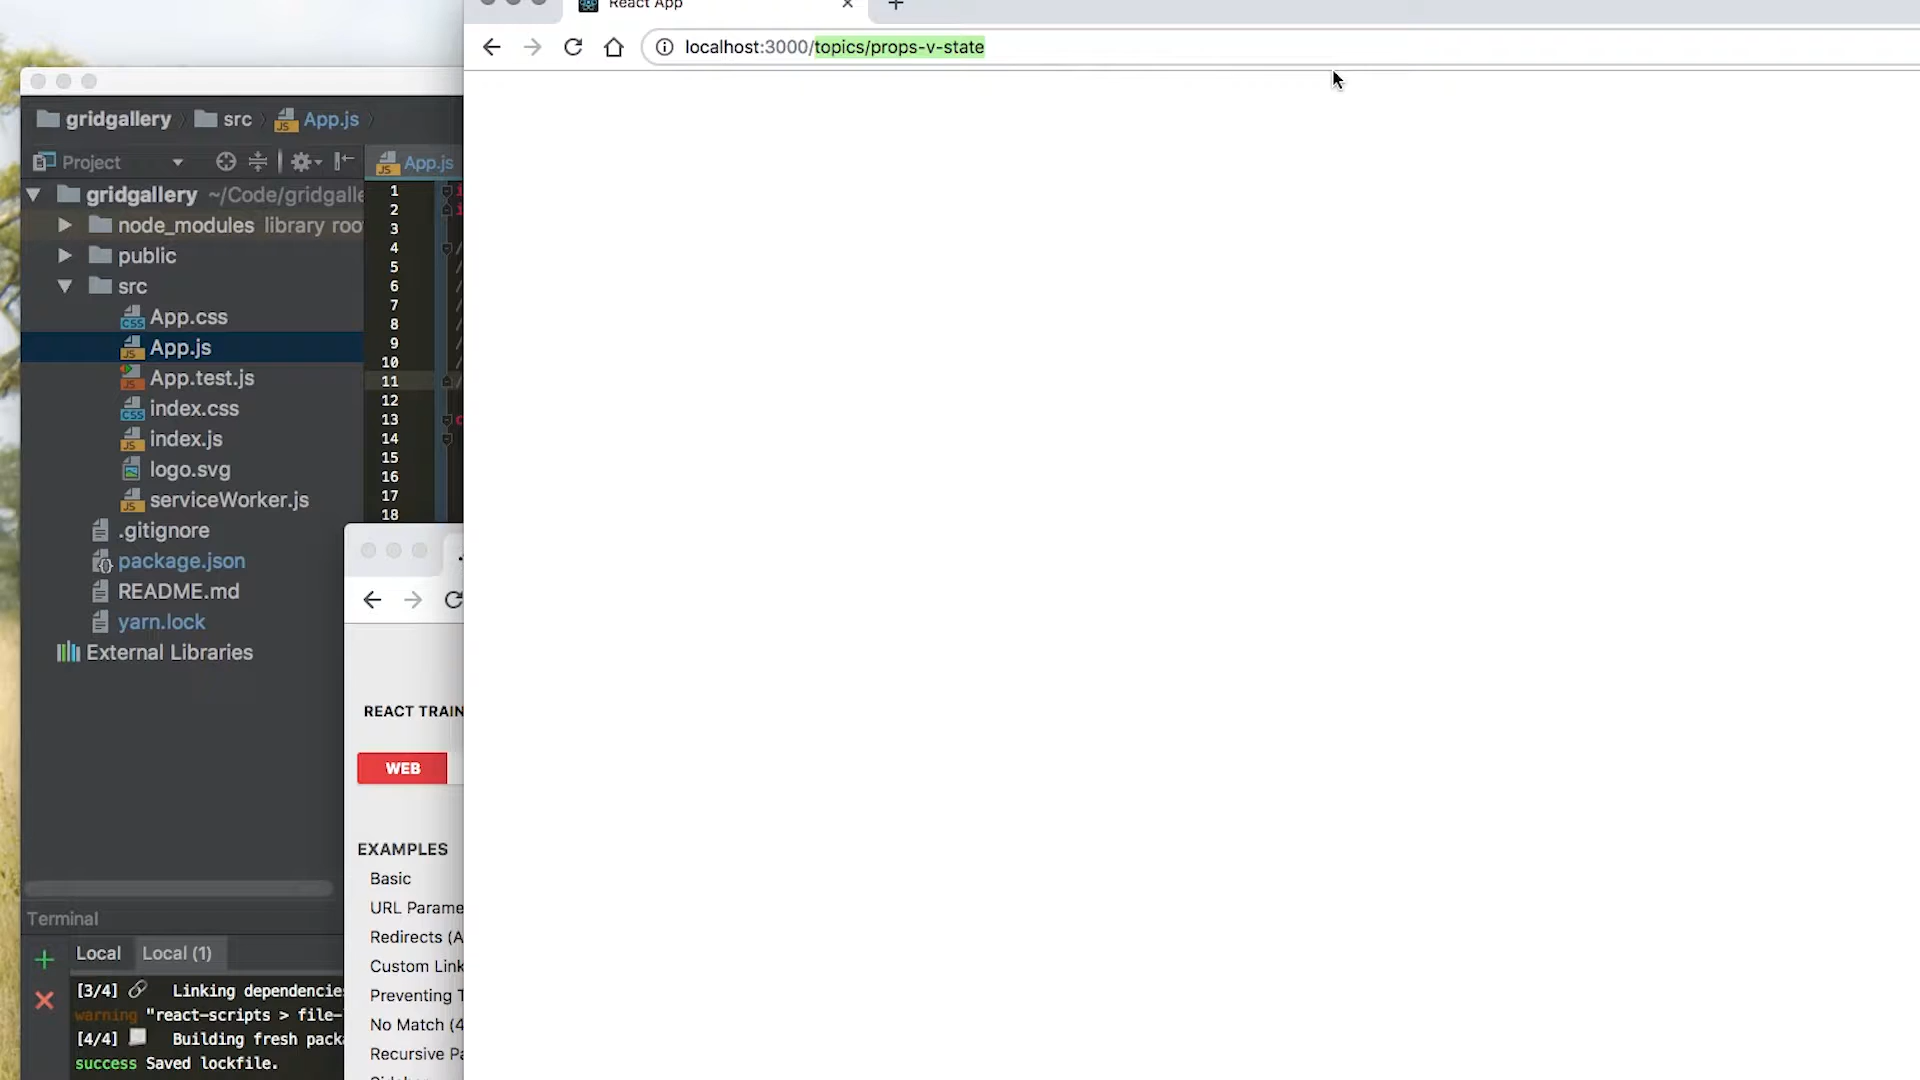 React App
localhost:3000/topics/props-v-state
gridgallery
src
App.js
Project
App.js
gridgallery ~/Code/gridgalle
node_modules library roo
public
src
App.css
App.js
App.test.js
index.css
index.js
logo.svg
serviceWorker.js
.gitignore
package.json
README.md
yarn.lock
External Libraries
1
2
3
4
5
6
7
8
9
10
11
12
13
14
15
16
17
18
REACT TRAIN
WEB
EXAMPLES
Basic
URL Parame
Redirects (A
Custom Link
Preventing T
No Match (4
Recursive Pa
Terminal
Local
Local (1)
[3/4] Linking dependencie
warning "react-scripts > file-
[4/4] Building fresh pack
success Saved lockfile.